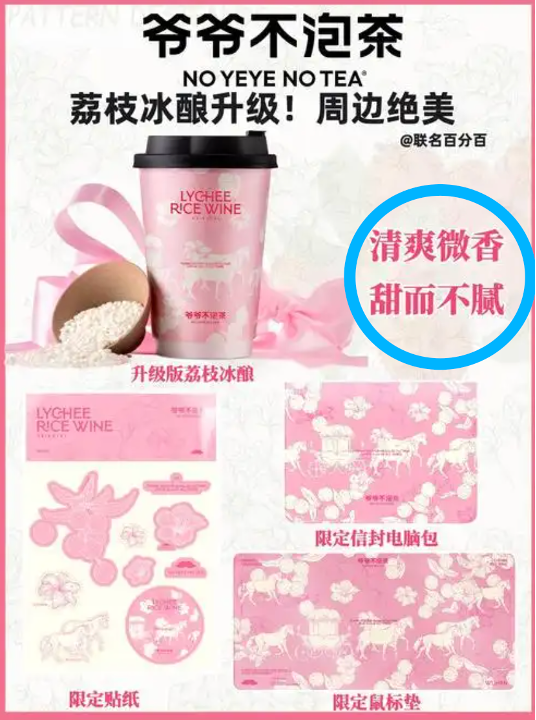 PATTERN D
爷爷不泡茶
NO YEYE NO TEA®
荔枝冰酿升级！周边绝美
@联名百分百
LYCHEE
RICE WINE
爷爷不泡茶
清爽微香
甜而不腻
升级版荔枝冰酿
LYCHEE
RICE WINE
爷爷不泡茶
爷爷不泡茶
限定信封电脑包
LYCHEE
RICE WINE
爷爷不泡茶
限定贴纸
限定鼠标垫